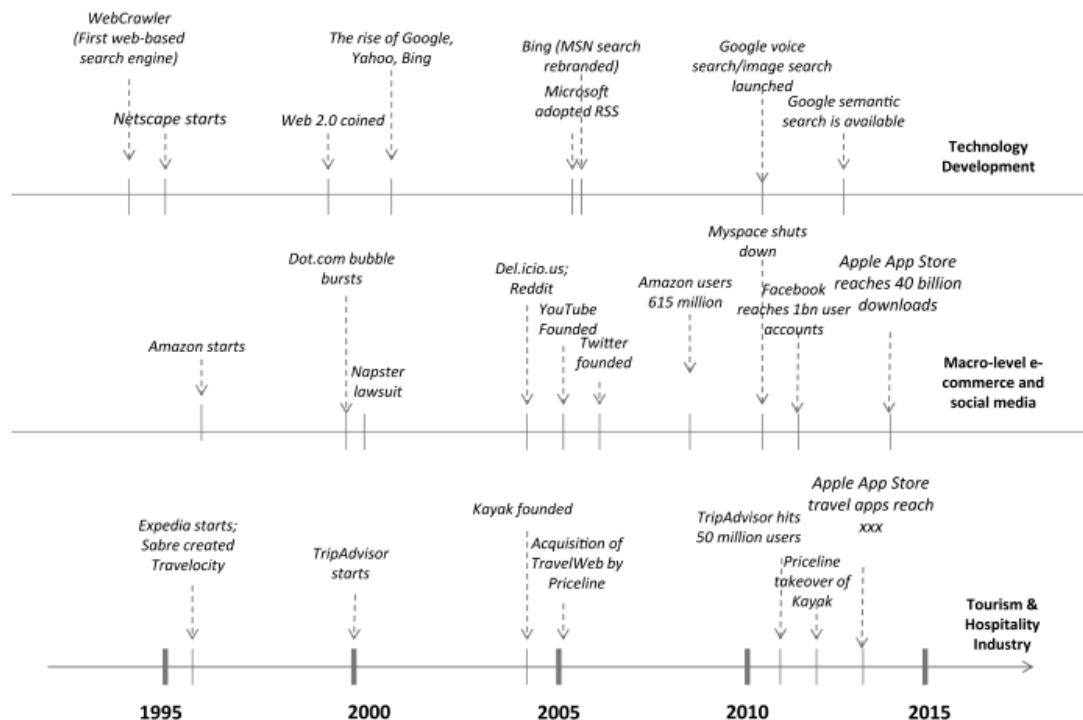 WebCrawler
(First web-based
search engine)
Netscape starts
Web 2.0 coined
The rise of Google,
Yahoo, Bing
Bing (MSN search
rebranded)
Microsoft
adopted RSS
Google voice
search/image search
launched
Google semantic
search is available
Technology
Development
Amazon starts
Dot.com bubble
bursts
Napster
lawsuit
Del.icio.us;
Reddit
YouTube
Founded
Twitter
founded
Amazon users
615 million
Myspace shuts
down
Facebook
reaches 1bn user
accounts
Apple App Store
reaches 40 billion
downloads
Macro-level e-
commerce and
social media
Expedia starts;
Sabre created
Travelocity
TripAdvisor
starts
Kayak founded
Acquisition of
TravelWeb by
Priceline
TripAdvisor hits
50 million users
Priceline
takeover of
Kayak
Apple App Store
travel apps reach
xxx
Tourism &
Hospitality
Industry
1995
2000
2005
2010
2015